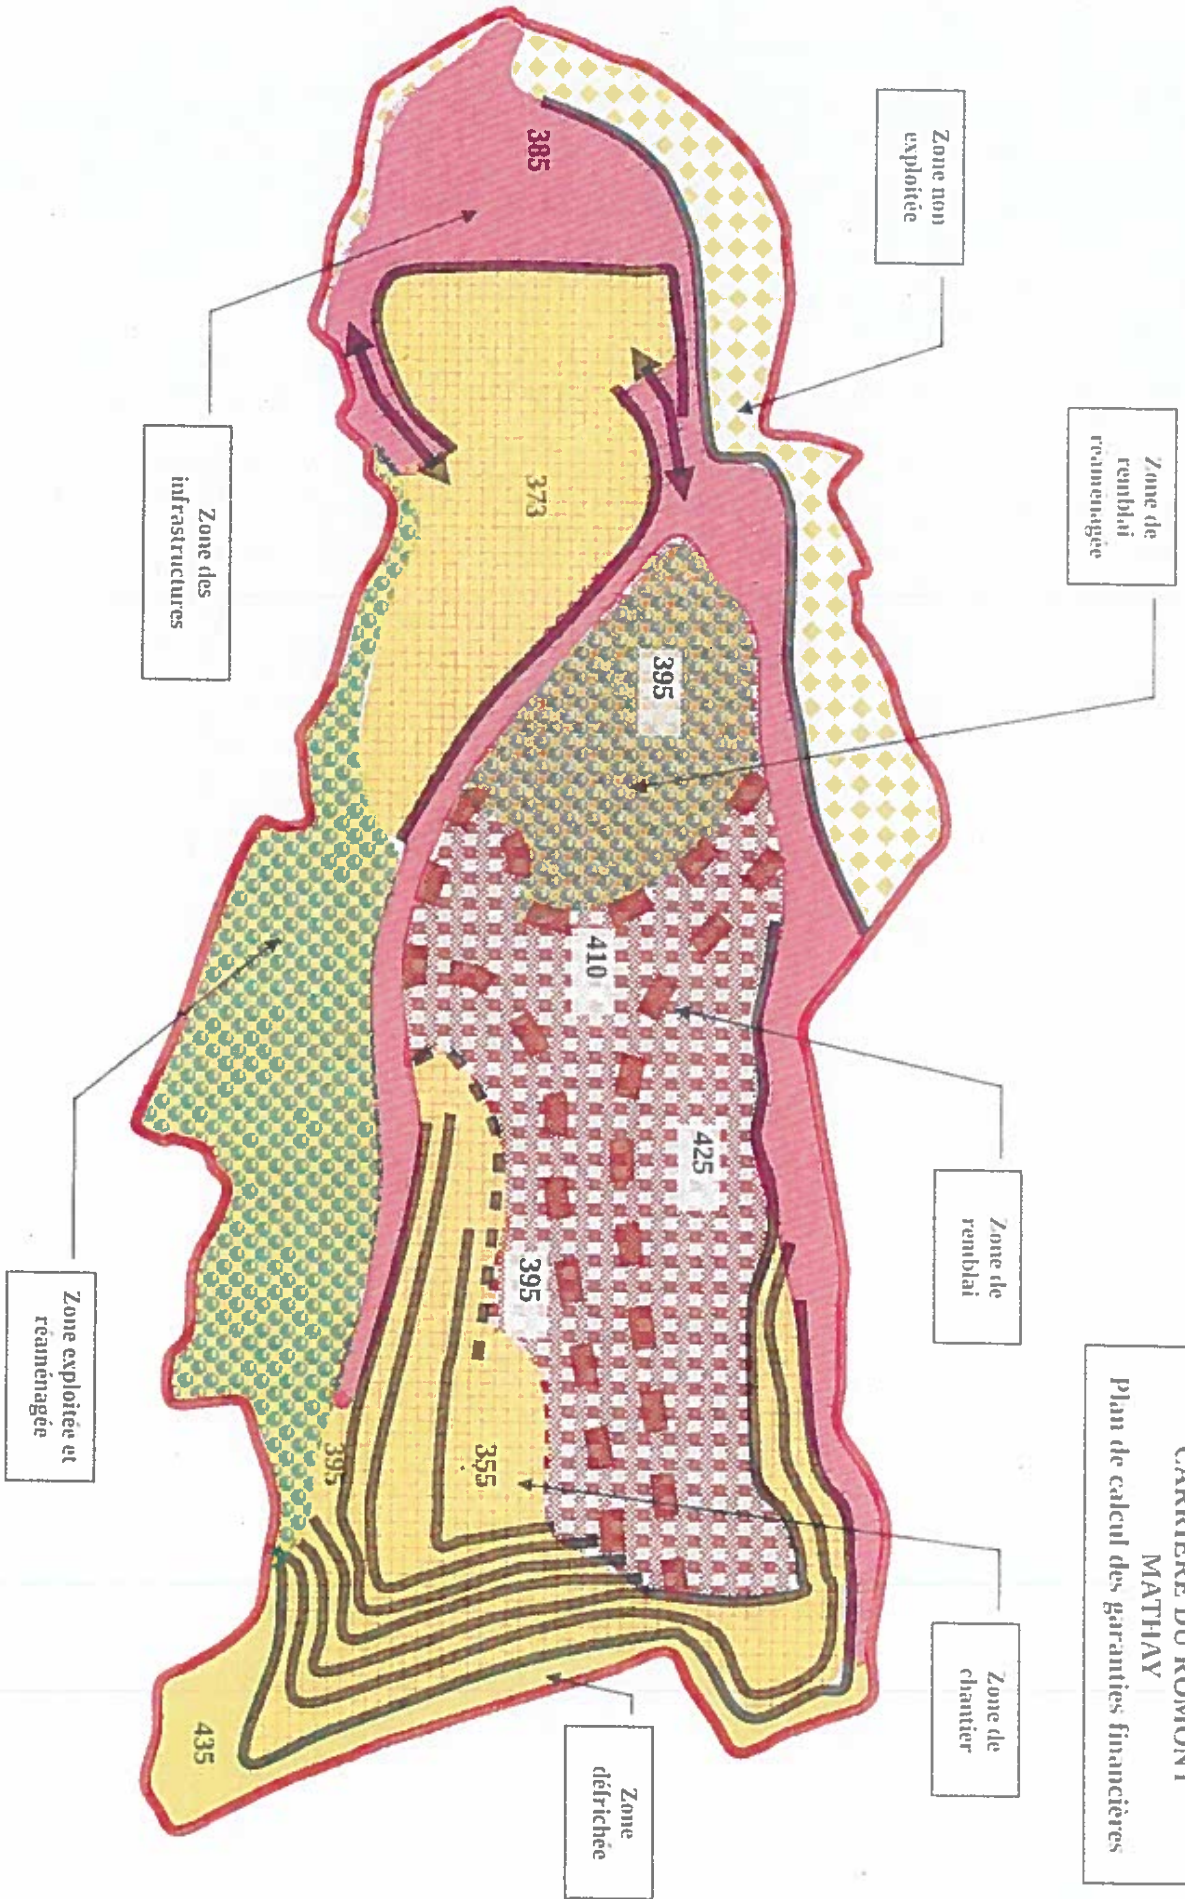 CARRIERE DU ROMONT
MATHAY
Plan de calcul des garanties financières
Zone de
remblai
réaménagée
Zone non
exploitée
Zone de
remblai
Zone de
chantier
Zone
défrichée
Zone des
infrastructures
Zone exploitée et
réaménagée
385
373
395
410
425
395
355
395
435